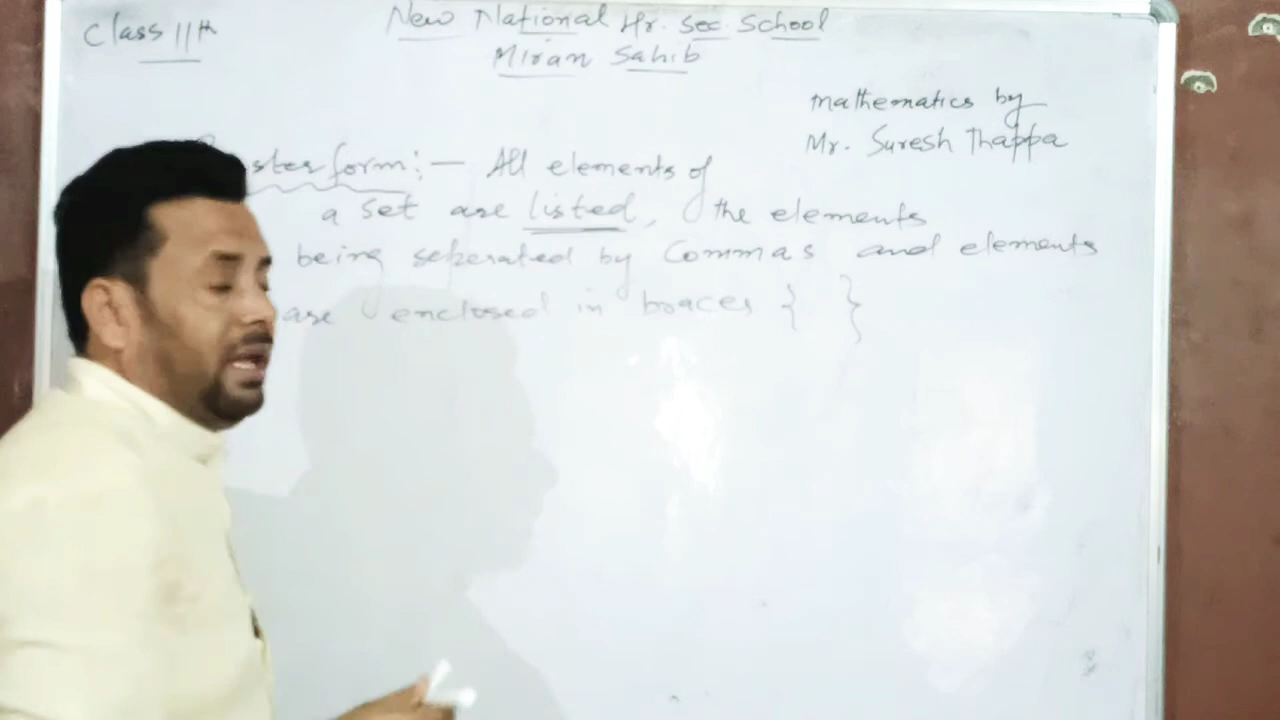 Class 11th
New National Hr. Sec School
Miran Sahib
mathematics by
Mr. Suresh Thappa
Roster form:— All elements of
a set are listed, the elements
being seperated by Commas and elements
are enclosed in braces { }